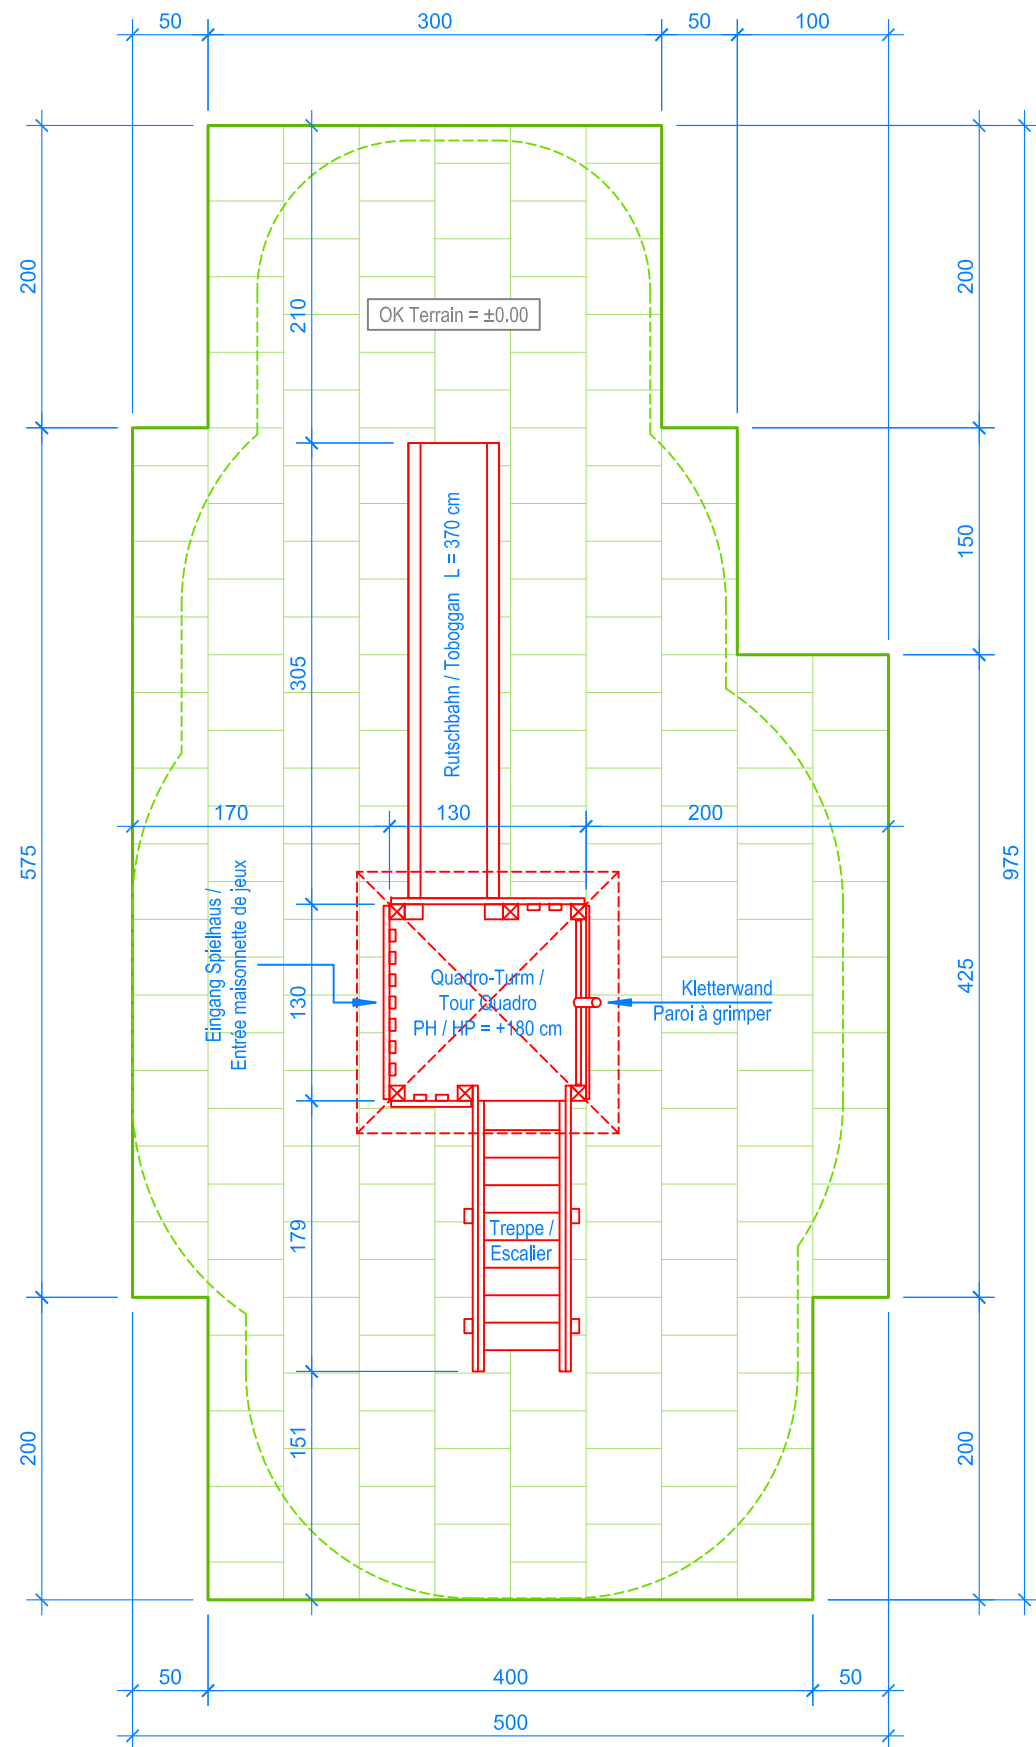 50
300
50
100
200
210
OK Terrain = ±0.00
200
150
Rutschbahn / Toboggan L = 370 cm
305
170
130
200
575
975
Eingang Spielhaus /
Entrée maisonnette de jeux
130
Quadro-Turm /
Tour Quadro
PH / HP = +180 cm
Kletterwand
Paroi à grimper
425
179
Treppe /
Escalier
200
151
200
50
400
50
500